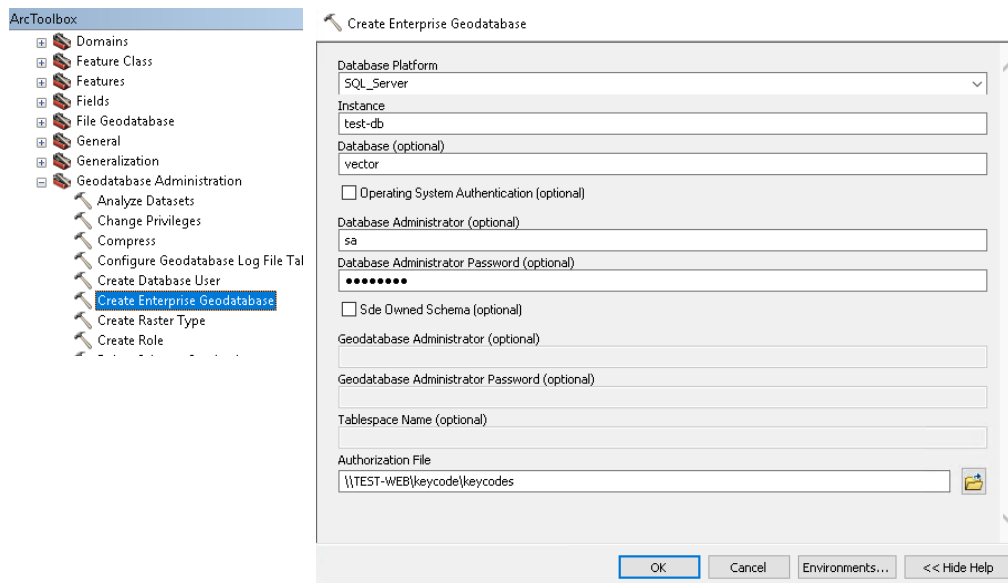 ArcToolbox
Domains
Feature Class
Features
Fields
File Geodatabase
General
Generalization
Geodatabase Administration
Analyze Datasets
Change Privileges
Compress
Configure Geodatabase Log File Tal
Create Database User
Create Enterprise Geodatabase
Create Raster Type
Create Role
Create Enterprise Geodatabase
Database Platform
SQL_Server
Instance
test-db
Database (optional)
vector
Operating System Authentication (optional)
Database Administrator (optional)
sa
Database Administrator Password (optional)
●●●●●●●●
Sde Owned Schema (optional)
Geodatabase Administrator (optional)
Geodatabase Administrator Password (optional)
Tablespace Name (optional)
Authorization File
\\TEST-WEB\keycode\keycodes
OK
Cancel
Environments...
<< Hide Help